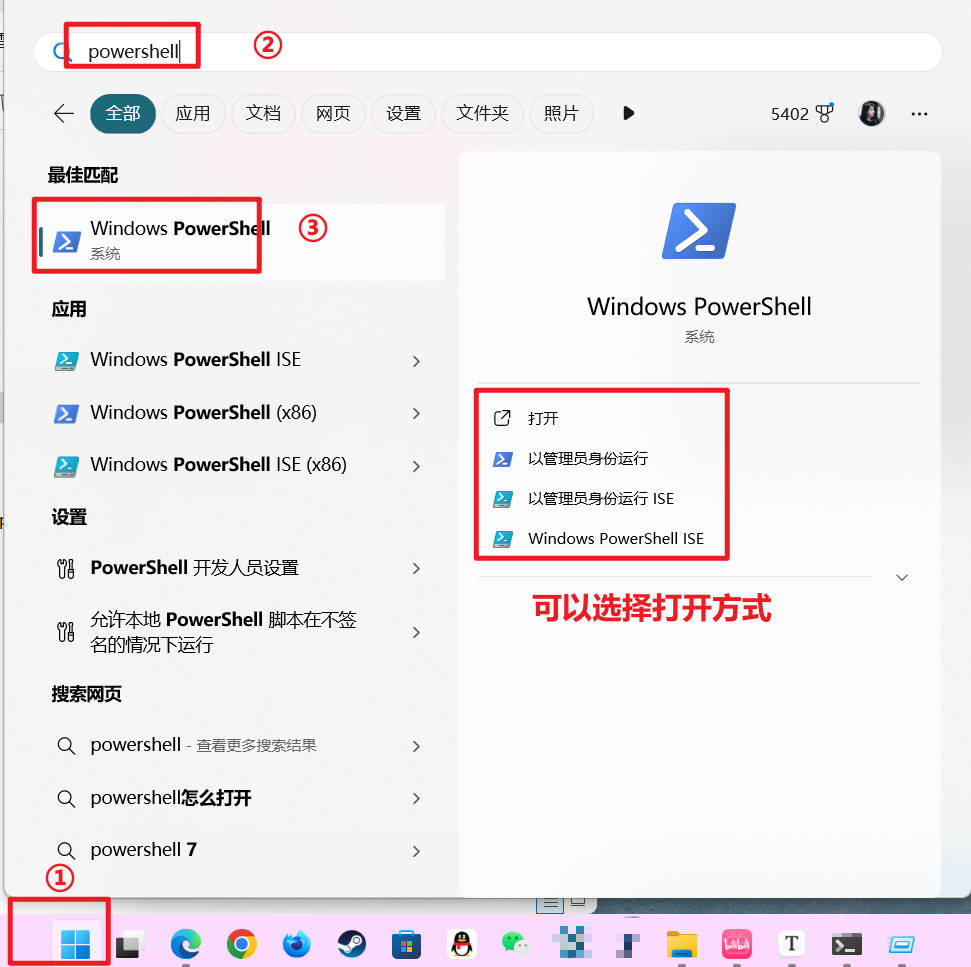 powershell
②
全部 应用 文档 网页 设置 文件夹 照片 5402
最佳匹配
Windows PowerShell
系统
③
应用
Windows PowerShell ISE
Windows PowerShell (x86)
Windows PowerShell ISE (x86)
设置
PowerShell 开发人员设置
允许本地 PowerShell 脚本在不签
名的情况下运行
搜索网页
powershell - 查看更多搜索结果
powershell怎么打开
powershell 7
Windows PowerShell
系统
打开
以管理员身份运行
以管理员身份运行 ISE
Windows PowerShell ISE
可以选择打开方式
①
bilibili
T